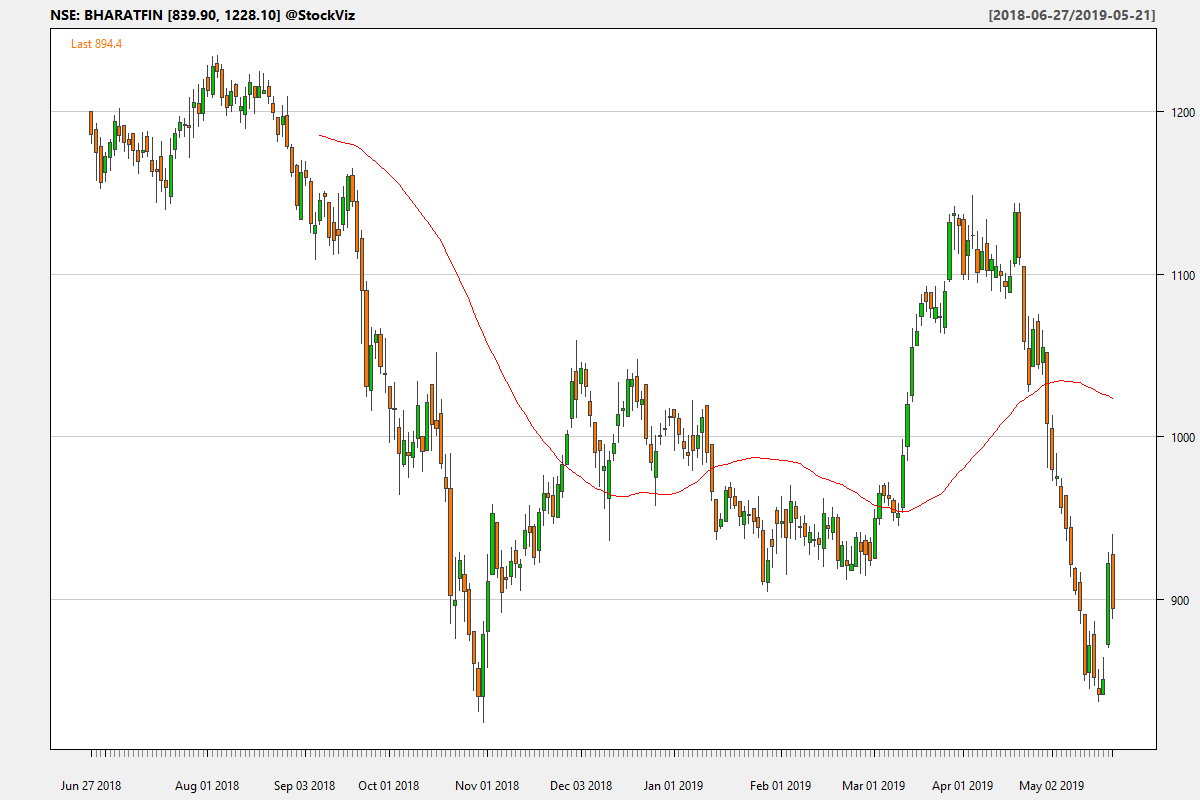 NSE: BHARATFIN [839.90, 1228.10] @StockViz [2018-06-27/2019-05-21]
Last 894.4
1200
1100
1000
900
Jun 27 2018 Aug 01 2018 Sep 03 2018 Oct 01 2018 Nov 01 2018 Dec 03 2018 Jan 01 2019 Feb 01 2019 Mar 01 2019 Apr 01 2019 May 02 2019